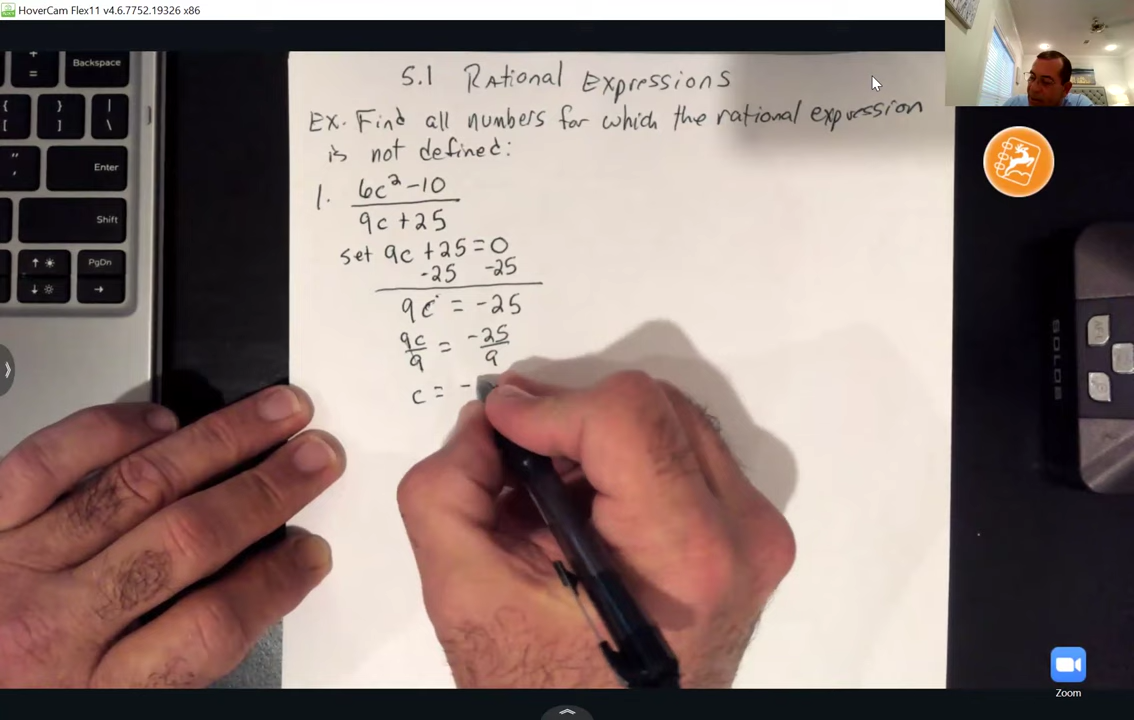 HoverCam Flex11 v4.6.7752.19326 x86
5.1 Rational Expressions
Ex. Find all numbers for which the rational expression
is not defined:
1. 6c² -10
9c +25
set 9c +25 = 0
-25 -25
9c = -25
9c = -25
9 9
c = -
+
=
Backspace
{
[
}
]
|
\
"
'
Enter
Shift
PgDn
Zoom